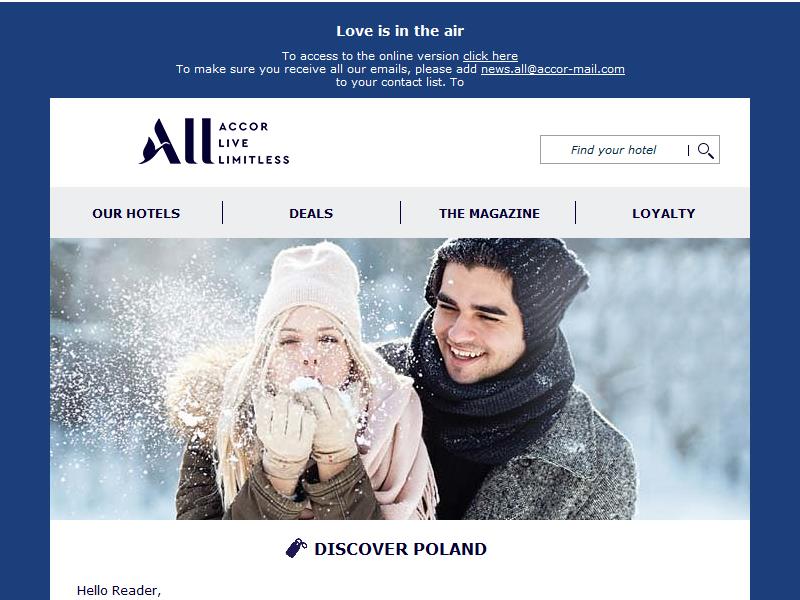 Love is in the air
To access to the online version click here
To make sure you receive all our emails, please add news.all@accor-mail.com
to your contact list. To
All ACCOR
LIVE
LIMITLESS
Find your hotel
OUR HOTELS
DEALS
THE MAGAZINE
LOYALTY
DISCOVER POLAND
Hello Reader,